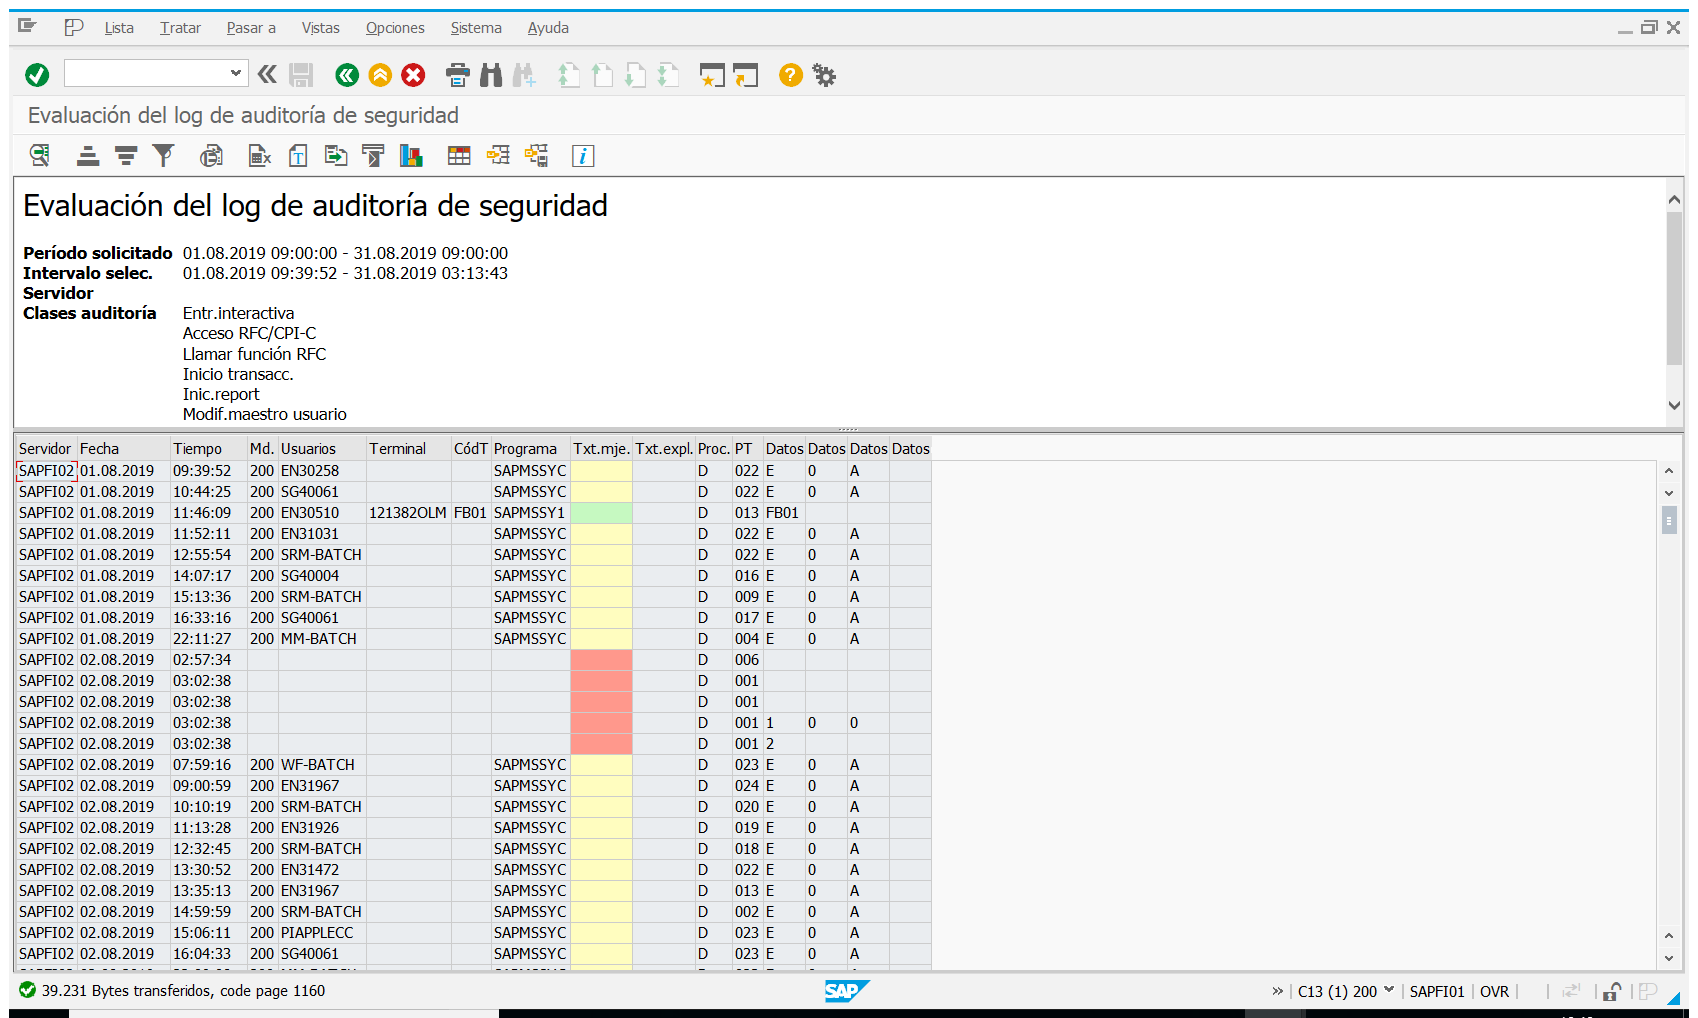 Lista Tratar Pasar a Vistas Opciones Sistema Ayuda
Evaluación del log de auditoría de seguridad
Evaluación del log de auditoría de seguridad
Período solicitado 01.08.2019 09:00:00 - 31.08.2019 09:00:00
Intervalo selec. 01.08.2019 09:39:52 - 31.08.2019 03:13:43
Servidor
Clases auditoría Entr.interactiva
Acceso RFC/CPI-C
Llamar función RFC
Inicio transacc.
Inic.report
Modif.maestro usuario
Servidor Fecha Tiempo Md. Usuarios Terminal CódT Programa Txt.mje. Txt.expl. Proc. PT Datos Datos Datos Datos
SAPFI02 01.08.2019 09:39:52 200 EN30258 SAPMSSYC D 022 E 0 A
SAPFI02 01.08.2019 10:44:25 200 SG40061 SAPMSSYC D 022 E 0 A
SAPFI02 01.08.2019 11:46:09 200 EN30510 121382OLM FB01 SAPMSSY1 D 013 FB01
SAPFI02 01.08.2019 11:52:11 200 EN31031 SAPMSSYC D 022 E 0 A
SAPFI02 01.08.2019 12:55:54 200 SRM-BATCH SAPMSSYC D 022 E 0 A
SAPFI02 01.08.2019 14:07:17 200 SG40004 SAPMSSYC D 016 E 0 A
SAPFI02 01.08.2019 15:13:36 200 SRM-BATCH SAPMSSYC D 009 E 0 A
SAPFI02 01.08.2019 16:33:16 200 SG40061 SAPMSSYC D 017 E 0 A
SAPFI02 01.08.2019 22:11:27 200 MM-BATCH SAPMSSYC D 004 E 0 A
SAPFI02 02.08.2019 02:57:34 D 006
SAPFI02 02.08.2019 03:02:38 D 001
SAPFI02 02.08.2019 03:02:38 D 001
SAPFI02 02.08.2019 03:02:38 D 001 1 0 0
SAPFI02 02.08.2019 03:02:38 D 001 2
SAPFI02 02.08.2019 07:59:16 200 WF-BATCH SAPMSSYC D 023 E 0 A
SAPFI02 02.08.2019 09:00:59 200 EN31967 SAPMSSYC D 024 E 0 A
SAPFI02 02.08.2019 10:10:19 200 SRM-BATCH SAPMSSYC D 020 E 0 A
SAPFI02 02.08.2019 11:13:28 200 EN31926 SAPMSSYC D 019 E 0 A
SAPFI02 02.08.2019 12:32:45 200 SRM-BATCH SAPMSSYC D 018 E 0 A
SAPFI02 02.08.2019 13:30:52 200 EN31472 SAPMSSYC D 022 E 0 A
SAPFI02 02.08.2019 13:35:13 200 EN31967 SAPMSSYC D 013 E 0 A
SAPFI02 02.08.2019 14:59:59 200 SRM-BATCH SAPMSSYC D 002 E 0 A
SAPFI02 02.08.2019 15:06:11 200 PIAPPLECC SAPMSSYC D 023 E 0 A
SAPFI02 02.08.2019 16:04:33 200 SG40061 SAPMSSYC D 023 E 0 A
39.231 Bytes transferidos, code page 1160 SAP » C13 (1) 200 SAPFI01 OVR